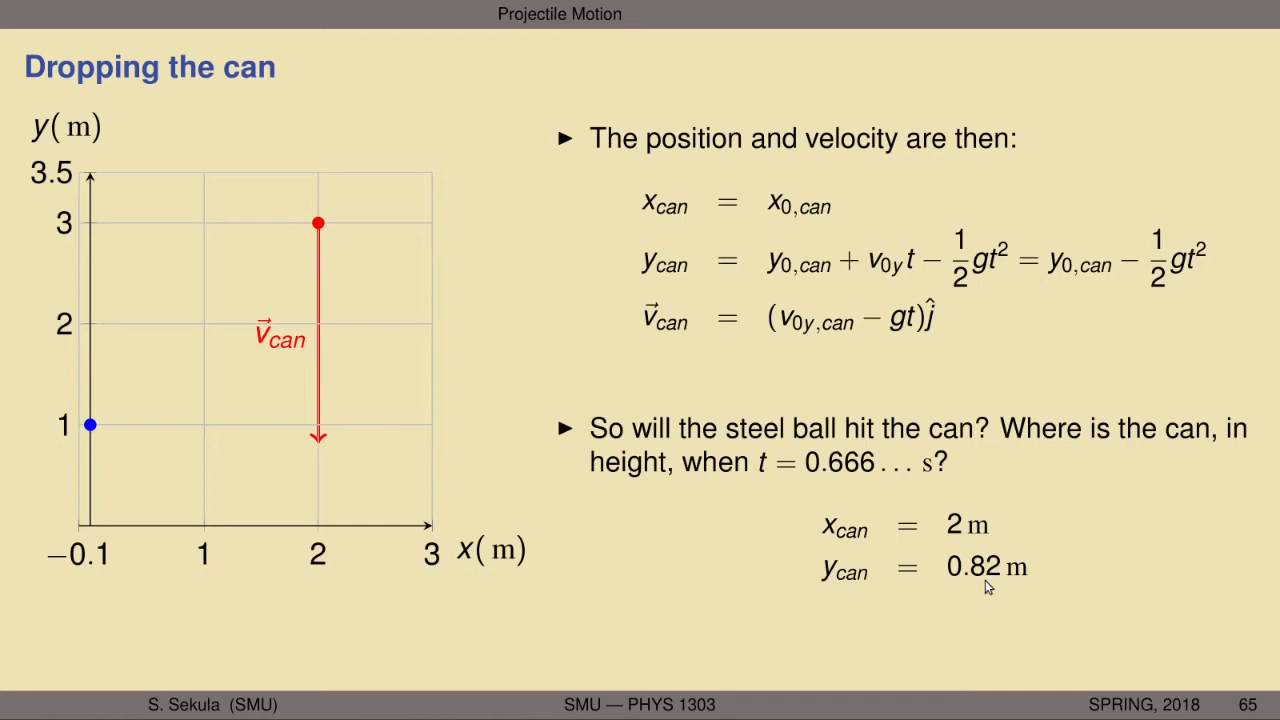 Projectile Motion
Dropping the can
y( m)
3.5
3
2
1
−0.1
1
2
3
x( m)
v⃗can
► The position and velocity are then:
xcan = x0,can
ycan = y0,can + v0y t − 1/2 gt² = y0,can − 1/2 gt²
v⃗can = (v0y,can − gt)ĵ
► So will the steel ball hit the can? Where is the can, in
height, when t = 0.666... s?
xcan = 2 m
ycan = 0.82 m
S. Sekula (SMU)
SMU — PHYS 1303
SPRING, 2018
65